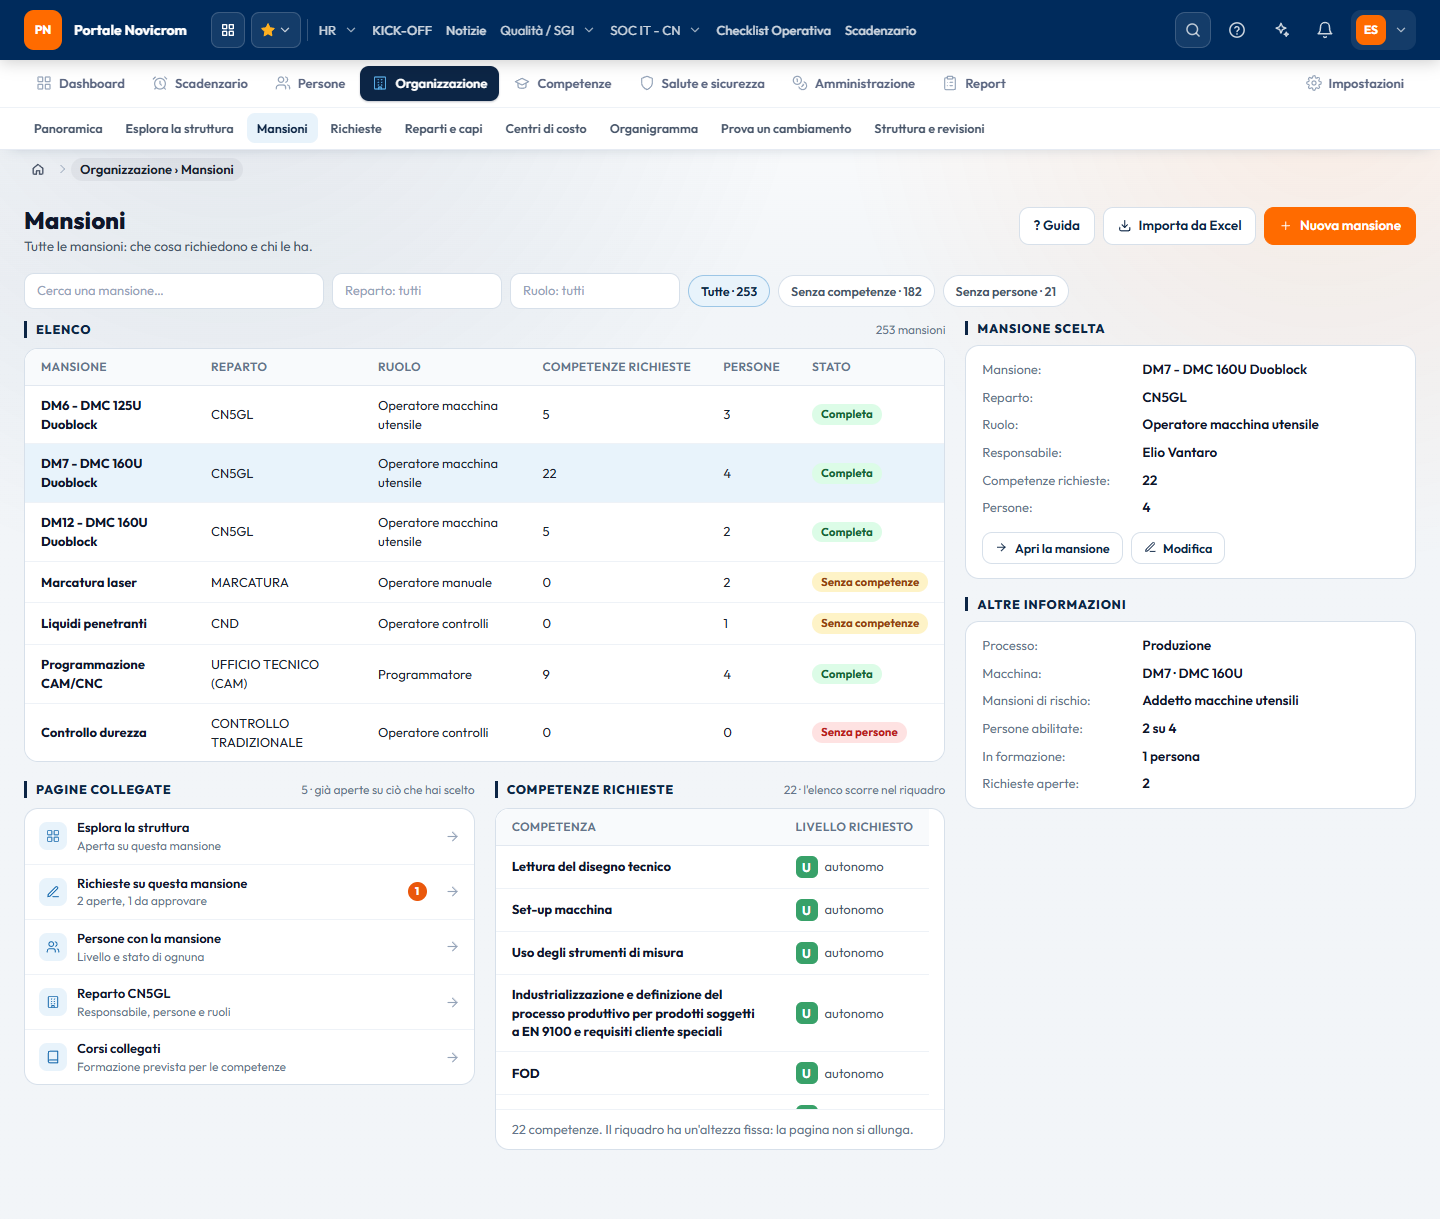 PN Portale Novicrom HR KICK-OFF Notizie Qualità / SGI SOC IT - CN Checklist Operativa Scadenzario ES
Dashboard Scadenzario Persone Organizzazione Competenze Salute e sicurezza Amministrazione Report Impostazioni
Panoramica Esplora la struttura Mansioni Richieste Reparti e capi Centri di costo Organigramma Prova un cambiamento Struttura e revisioni
Organizzazione › Mansioni
Mansioni
Tutte le mansioni: che cosa richiedono e chi le ha.
? Guida Importa da Excel + Nuova mansione
Cerca una mansione... Reparto: tutti Ruolo: tutti Tutte · 253 Senza competenze · 182 Senza persone · 21
ELENCO 253 mansioni
MANSIONE REPARTO RUOLO COMPETENZE RICHIESTE PERSONE STATO
DM6 - DMC 125U Duoblock CN5GL Operatore macchina utensile 5 3 Completa
DM7 - DMC 160U Duoblock CN5GL Operatore macchina utensile 22 4 Completa
DM12 - DMC 160U Duoblock CN5GL Operatore macchina utensile 5 2 Completa
Marcatura laser MARCATURA Operatore manuale 0 2 Senza competenze
Liquidi penetranti CND Operatore controlli 0 1 Senza competenze
Programmazione CAM/CNC UFFICIO TECNICO (CAM) Programmatore 9 4 Completa
Controllo durezza CONTROLLO TRADIZIONALE Operatore controlli 0 0 Senza persone
MANSIONE SCELTA
Mansione: DM7 - DMC 160U Duoblock
Reparto: CN5GL
Ruolo: Operatore macchina utensile
Responsabile: Elio Vantaro
Competenze richieste: 22
Persone: 4
Apri la mansione Modifica
ALTRE INFORMAZIONI
Processo: Produzione
Macchina: DM7 · DMC 160U
Mansioni di rischio: Addetto macchine utensili
Persone abilitate: 2 su 4
In formazione: 1 persona
Richieste aperte: 2
PAGINE COLLEGATE 5 · già aperte su ciò che hai scelto
Esplora la struttura
Aperta su questa mansione
Richieste su questa mansione 1
2 aperte, 1 da approvare
Persone con la mansione
Livello e stato di ognuna
Reparto CN5GL
Responsabile, persone e ruoli
Corsi collegati
Formazione prevista per le competenze
COMPETENZE RICHIESTE 22 · l'elenco scorre nel riquadro
COMPETENZA LIVELLO RICHIESTO
Lettura del disegno tecnico U autonomo
Set-up macchina U autonomo
Uso degli strumenti di misura U autonomo
Industrializzazione e definizione del
processo produttivo per prodotti soggetti U autonomo
a EN 9100 e requisiti cliente speciali
FOD U autonomo
22 competenze. Il riquadro ha un'altezza fissa: la pagina non si allunga.